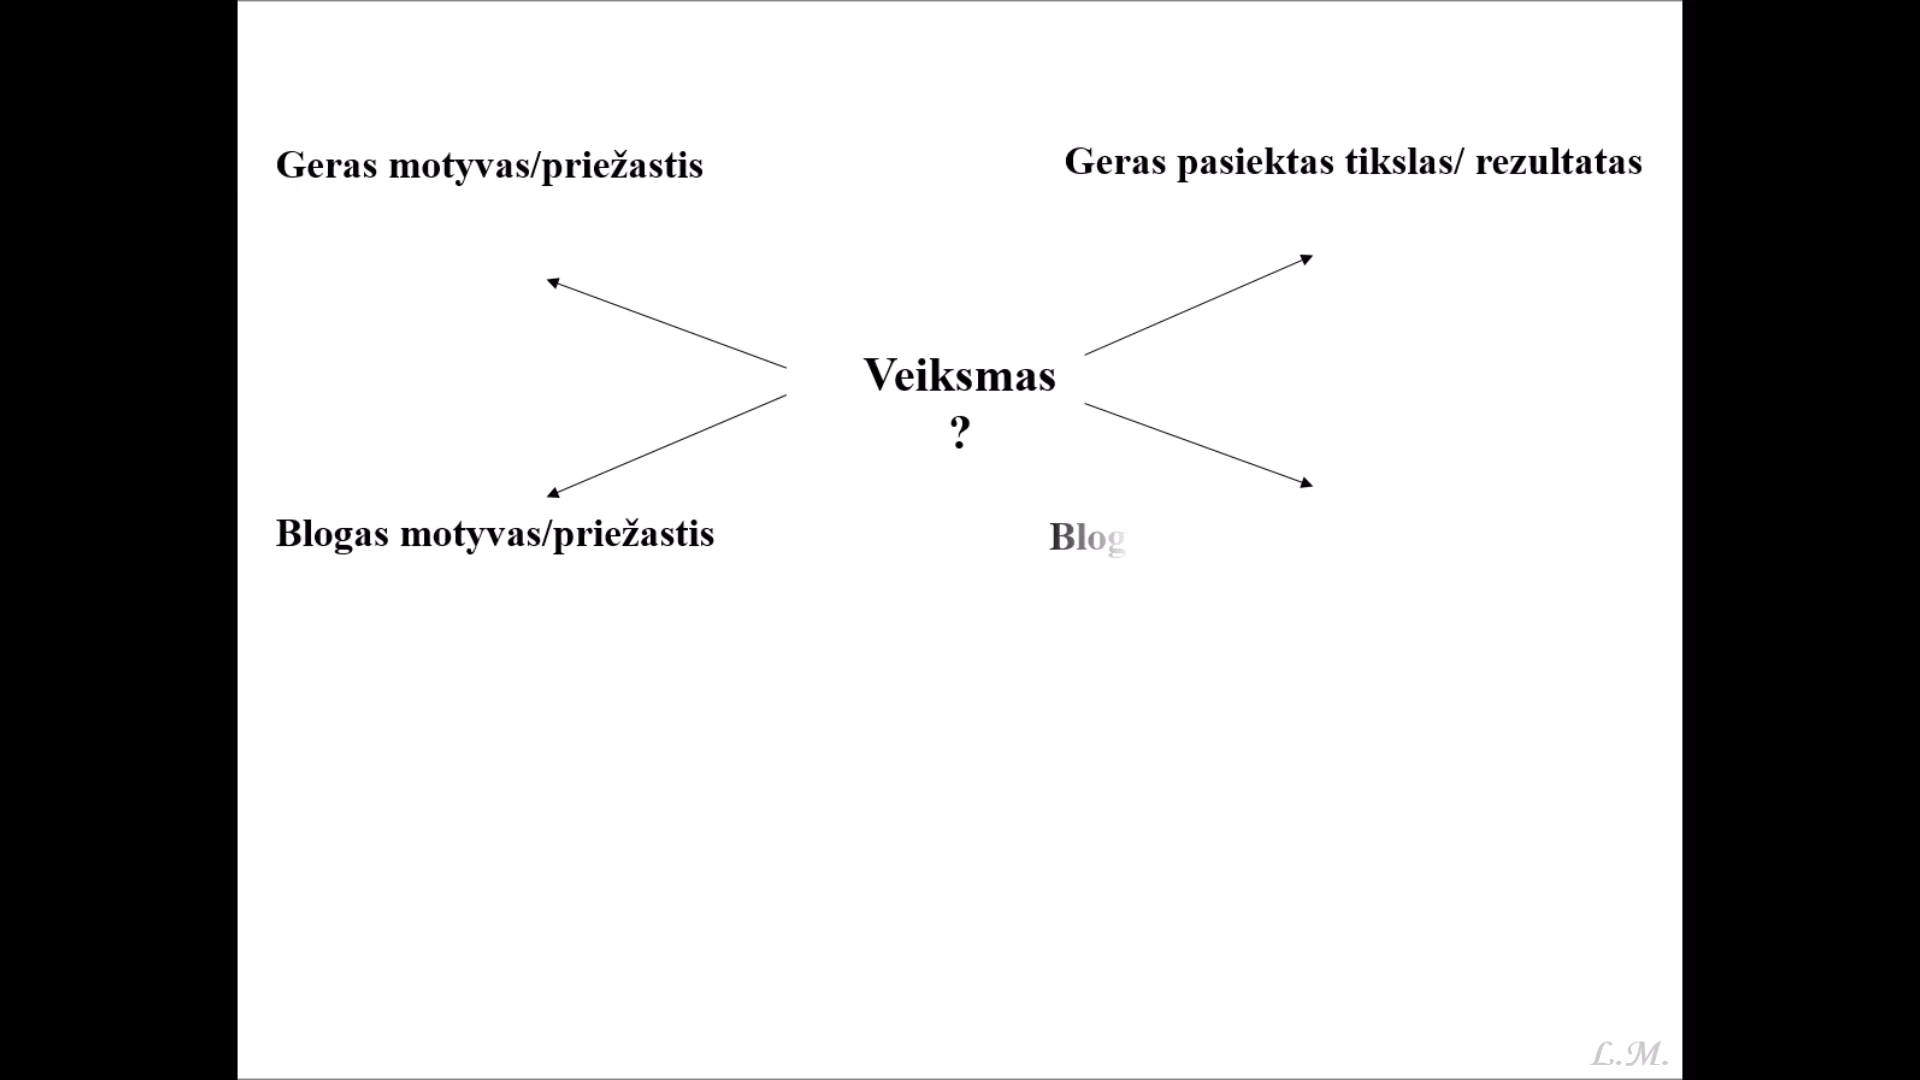 Geras motyvas/priežastis
Geras pasiektas tikslas/ rezultatas
Veiksmas
?
Blogas motyvas/priežastis
Blog
L.M.